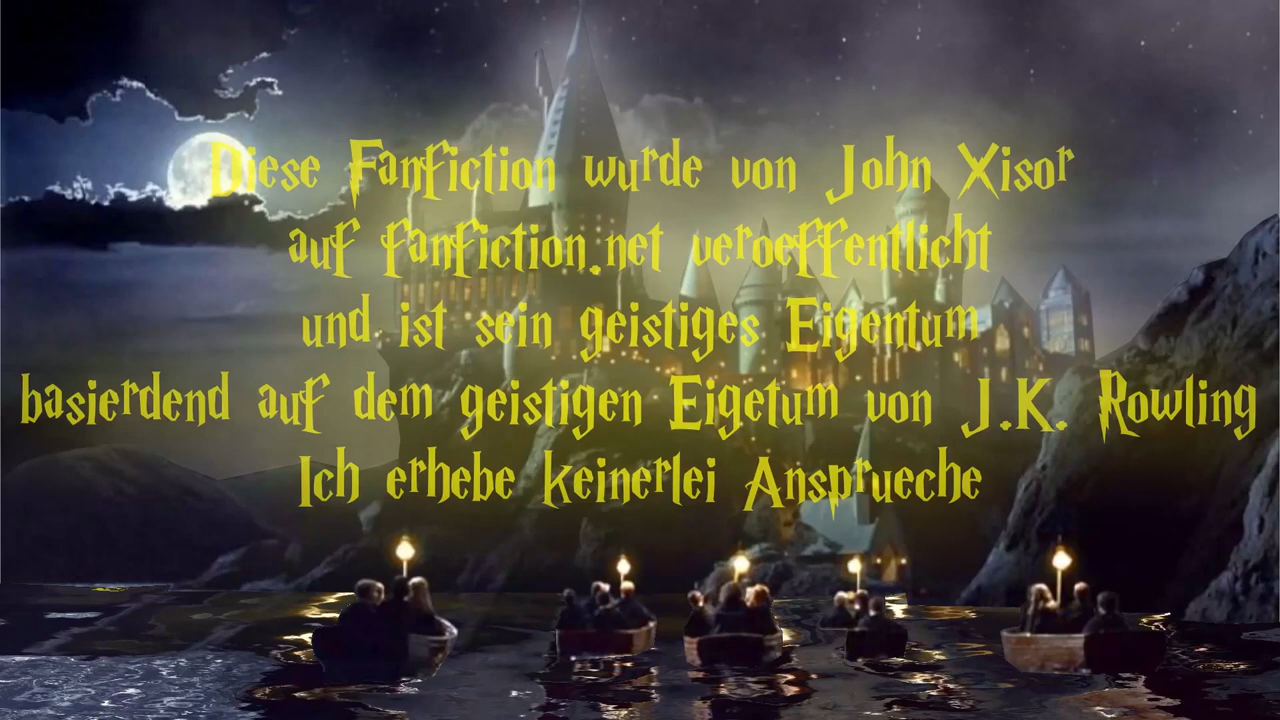 Diese Fanfiction wurde von John Xisor
auf fanfiction.net veroeffentlicht
und ist sein geistiges Eigentum
basierdend auf dem geistigen Eigetum von J.K. Rowling
Ich erhebe keinerlei Ansprueche